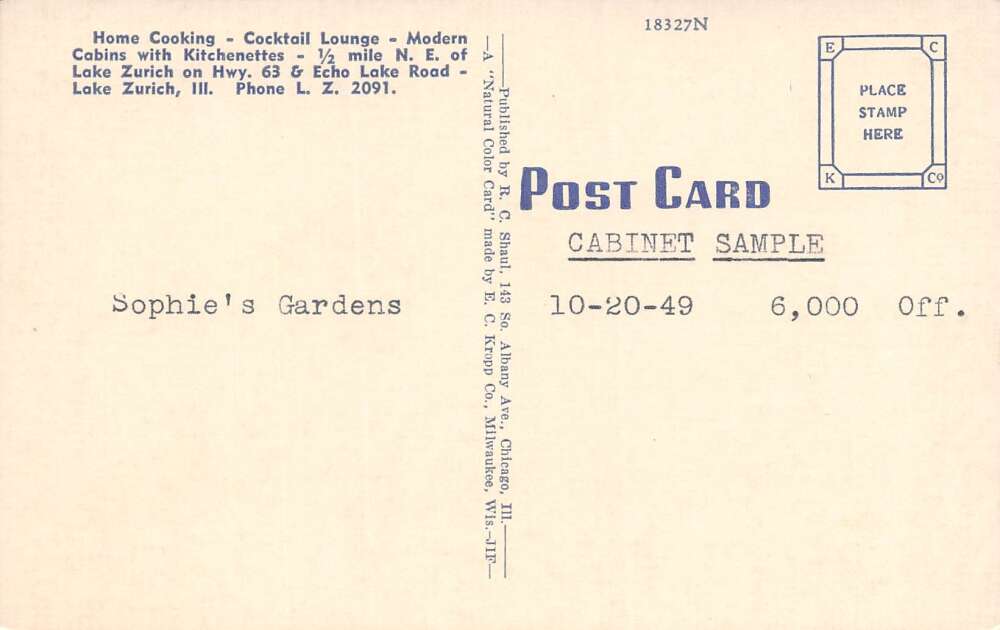 Home Cooking - Cocktail Lounge - Modern
Cabins with Kitchenettes - ½ mile N. E. of
Lake Zurich on Hwy. 63 & Echo Lake Road -
Lake Zurich, Ill. Phone L. Z. 2091.
Sophie's Gardens
—Published by R. C. Shaul, 143 So. Albany Ave., Chicago, Ill.—
—A "Natural Color Card" made by E. C. Kropp Co., Milwaukee, Wis.-JIF—
18327N
E C
PLACE
STAMP
HERE
K Co
POST CARD
CABINET SAMPLE
10-20-49 6,000 Off.